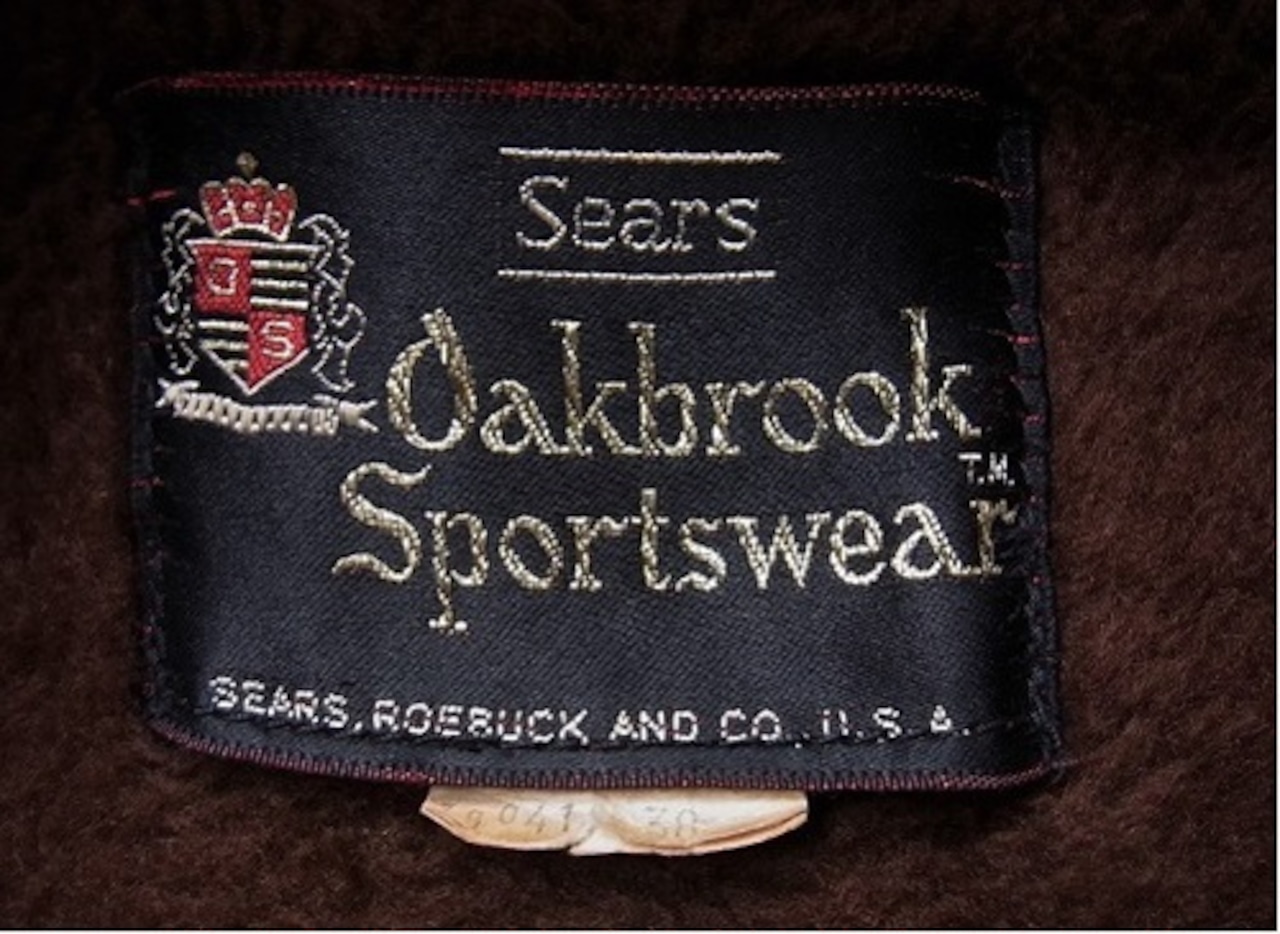 Sears
Oakbrook
T.M.
Sportswear
SEARS, ROEBUCK AND CO., U.S.A.